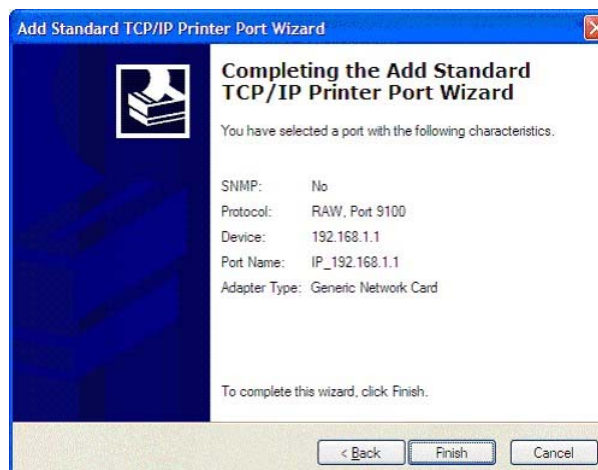 Add Standard TCP/IP Printer Port Wizard
Completing the Add Standard
TCP/IP Printer Port Wizard
You have selected a port with the following characteristics.
SNMP: No
Protocol: RAW, Port 9100
Device: 192.168.1.1
Port Name: IP_192.168.1.1
Adapter Type: Generic Network Card
To complete this wizard, click Finish.
< Back Finish Cancel